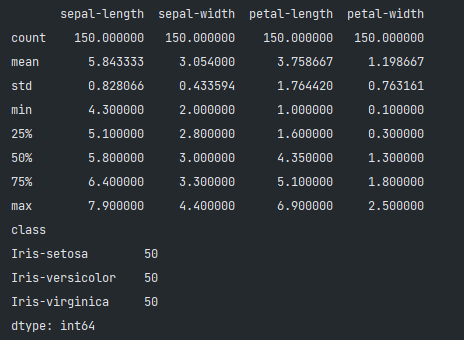 sepal-length sepal-width petal-length petal-width
count 150.000000 150.000000 150.000000 150.000000
mean 5.843333 3.054000 3.758667 1.198667
std 0.828066 0.433594 1.764420 0.763161
min 4.300000 2.000000 1.000000 0.100000
25% 5.100000 2.800000 1.600000 0.300000
50% 5.800000 3.000000 4.350000 1.300000
75% 6.400000 3.300000 5.100000 1.800000
max 7.900000 4.400000 6.900000 2.500000
class
Iris-setosa 50
Iris-versicolor 50
Iris-virginica 50
dtype: int64